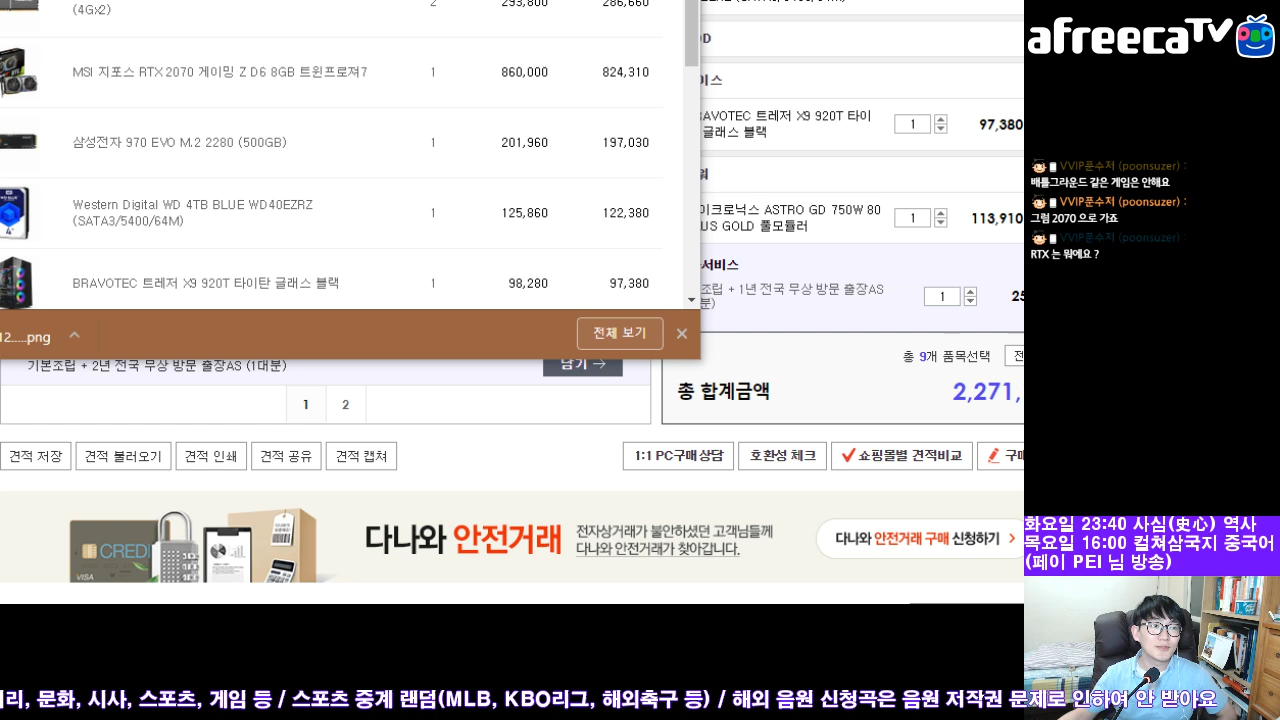 (4Gx2)
2
293,800
286,660
MSI 지포스 RTX 2070 게이밍 Z D6 8GB 트윈프로져7
1
860,000
824,310
삼성전자 970 EVO M.2 2280 (500GB)
1
201,960
197,030
Western Digital WD 4TB BLUE WD40EZRZ
(SATA3/5400/64M)
1
125,860
122,380
BRAVOTEC 트레저 X9 920T 타이탄 글래스 블랙
1
98,280
97,380
12.....png
전체 보기
기본조립 + 2년 전국 무상 방문 출장AS (1대분)
담기
1
2
AVOTEC 트레저 X9 920T 타이
글래스 블랙
1
97,380
이크로닉스 ASTRO GD 750W 80
US GOLD 풀모듈러
1
113,910
서비스
조립 + 1년 전국 무상 방문 출장AS
분)
1
25
총 9개 품목선택
전
총 합계금액
2,271,
견적 저장
견적 불러오기
견적 인쇄
견적 공유
견적 캡쳐
1:1 PC구매상담
호환성 체크
쇼핑몰별 견적비교
구매
CREDI
VISA
다나와 안전거래
전자상거래가 불안하셨던 고객님들께
다나와 안전거래가 찾아갑니다.
다나와 안전거래 구매 신청하기
afreecaTV
VVIP푼수저 (poonsuzer) :
배틀그라운드 같은 게임은 안해요
VVIP푼수저 (poonsuzer) :
그럼 2070 으로 가죠
VVIP푼수저 (poonsuzer) :
RTX 는 뭐에요 ?
화요일 23:40 사심(史心) 역사
목요일 16:00 컬쳐삼국지 중국어
(페이 PEI 님 방송)
리, 문화, 시사, 스포츠, 게임 등 / 스포츠 중계 랜덤(MLB, KBO리그, 해외축구 등) / 해외 음원 신청곡은 음원 저작권 문제로 인하여 안 받아요